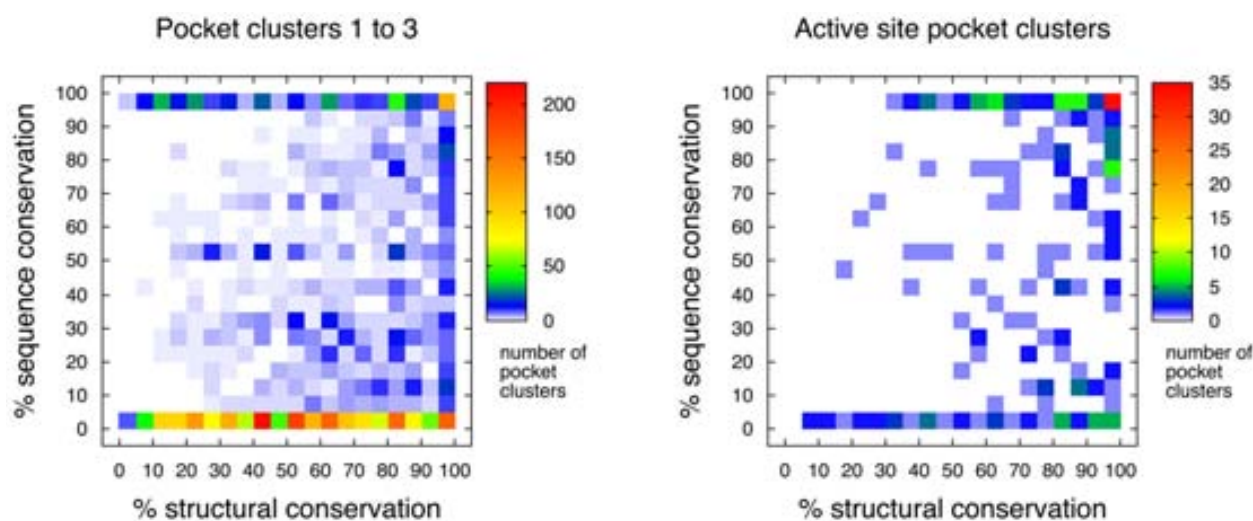 Pocket clusters 1 to 3
100
90
80
70
60
50
40
30
20
10
0
% sequence conservation
0 10 20 30 40 50 60 70 80 90 100
% structural conservation
200
150
100
50
0
number of
pocket
clusters
Active site pocket clusters
100
90
80
70
60
50
40
30
20
10
0
% sequence conservation
0 10 20 30 40 50 60 70 80 90 100
% structural conservation
35
30
25
20
15
10
5
0
number of
pocket
clusters